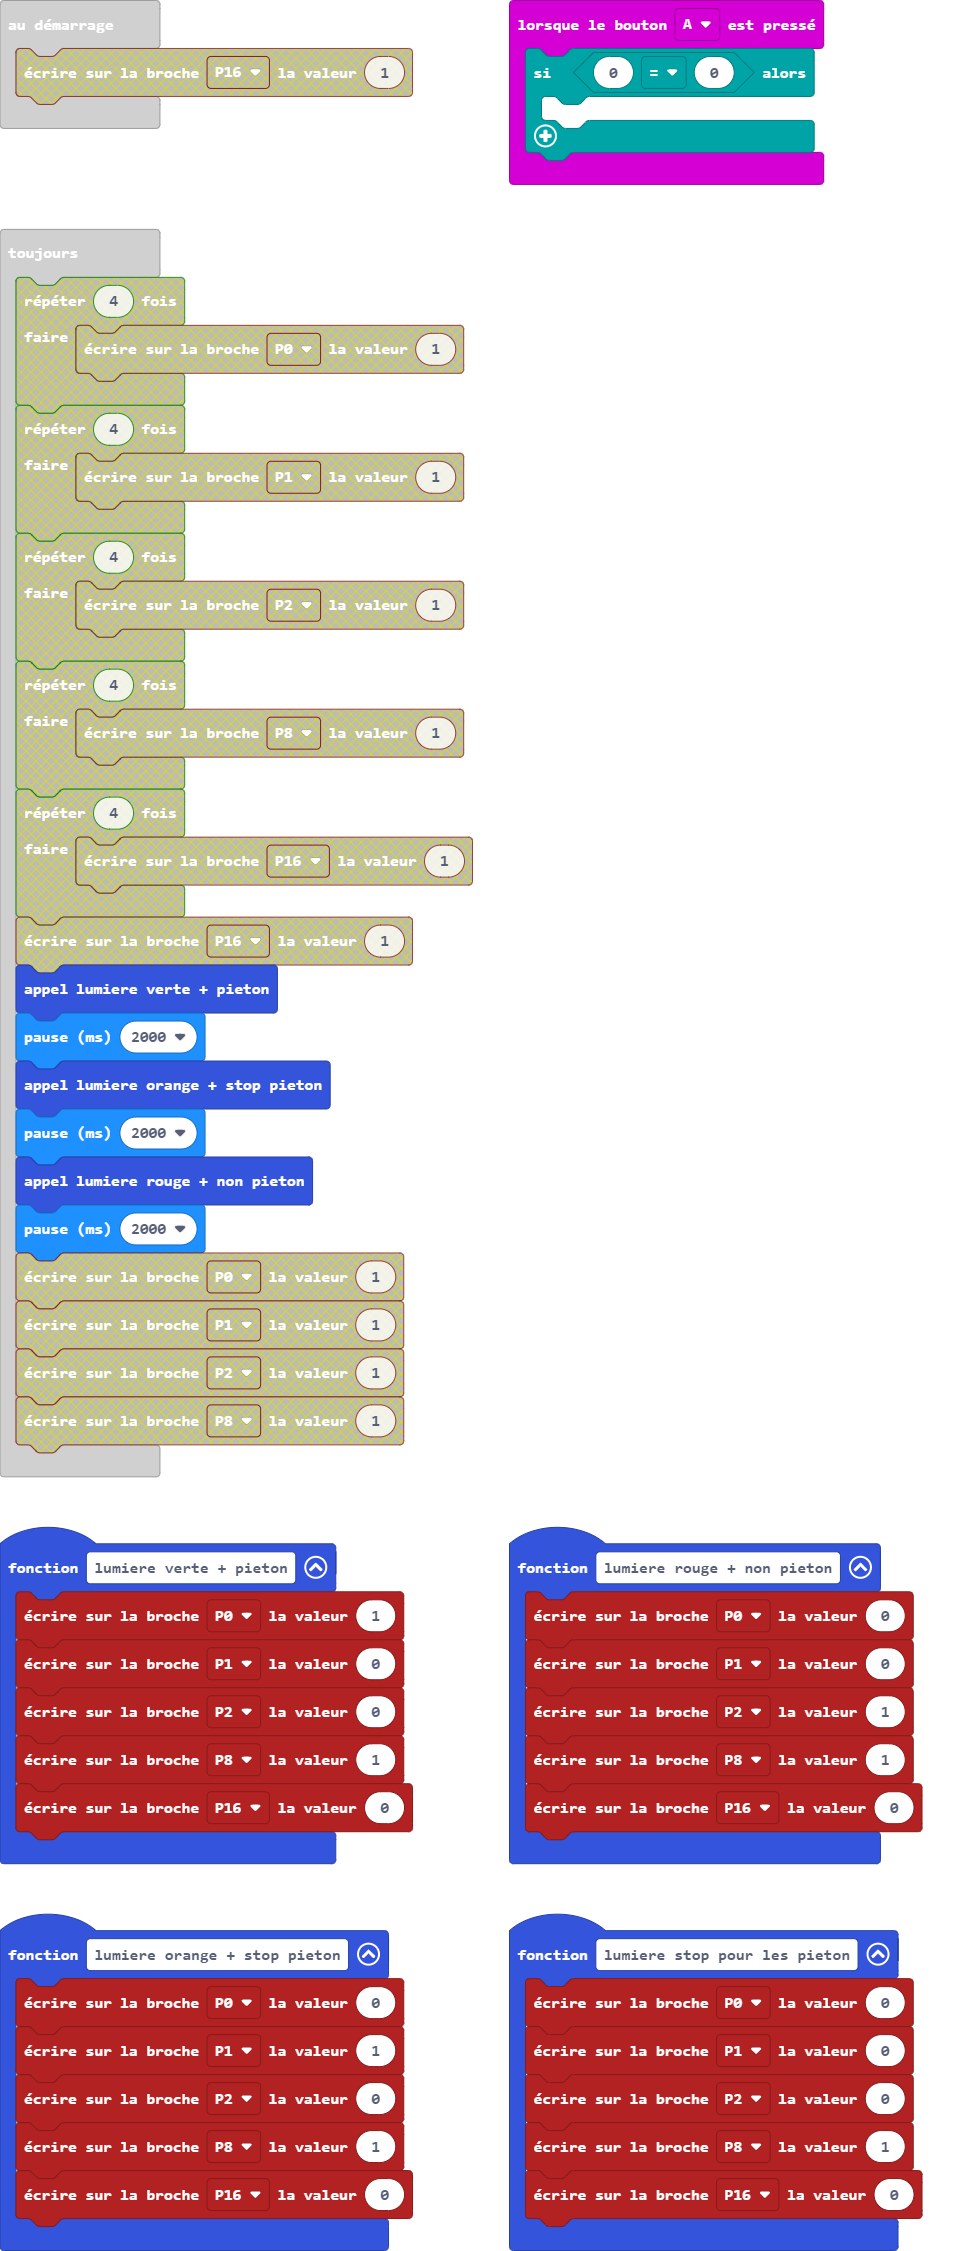 au démarrage
écrire sur la broche P16 la valeur 1
lorsque le bouton A est pressé
si 0 = 0 alors
toujours
répéter 4 fois
faire écrire sur la broche P0 la valeur 1
répéter 4 fois
faire écrire sur la broche P1 la valeur 1
répéter 4 fois
faire écrire sur la broche P2 la valeur 1
répéter 4 fois
faire écrire sur la broche P8 la valeur 1
répéter 4 fois
faire écrire sur la broche P16 la valeur 1
écrire sur la broche P16 la valeur 1
appel lumiere verte + pieton
pause (ms) 2000
appel lumiere orange + stop pieton
pause (ms) 2000
appel lumiere rouge + non pieton
pause (ms) 2000
écrire sur la broche P0 la valeur 1
écrire sur la broche P1 la valeur 1
écrire sur la broche P2 la valeur 1
écrire sur la broche P8 la valeur 1
fonction lumiere verte + pieton
écrire sur la broche P0 la valeur 1
écrire sur la broche P1 la valeur 0
écrire sur la broche P2 la valeur 0
écrire sur la broche P8 la valeur 1
écrire sur la broche P16 la valeur 0
fonction lumiere rouge + non pieton
écrire sur la broche P0 la valeur 0
écrire sur la broche P1 la valeur 0
écrire sur la broche P2 la valeur 1
écrire sur la broche P8 la valeur 1
écrire sur la broche P16 la valeur 0
fonction lumiere orange + stop pieton
écrire sur la broche P0 la valeur 0
écrire sur la broche P1 la valeur 1
écrire sur la broche P2 la valeur 0
écrire sur la broche P8 la valeur 1
écrire sur la broche P16 la valeur 0
fonction lumiere stop pour les pieton
écrire sur la broche P0 la valeur 0
écrire sur la broche P1 la valeur 0
écrire sur la broche P2 la valeur 0
écrire sur la broche P8 la valeur 1
écrire sur la broche P16 la valeur 0